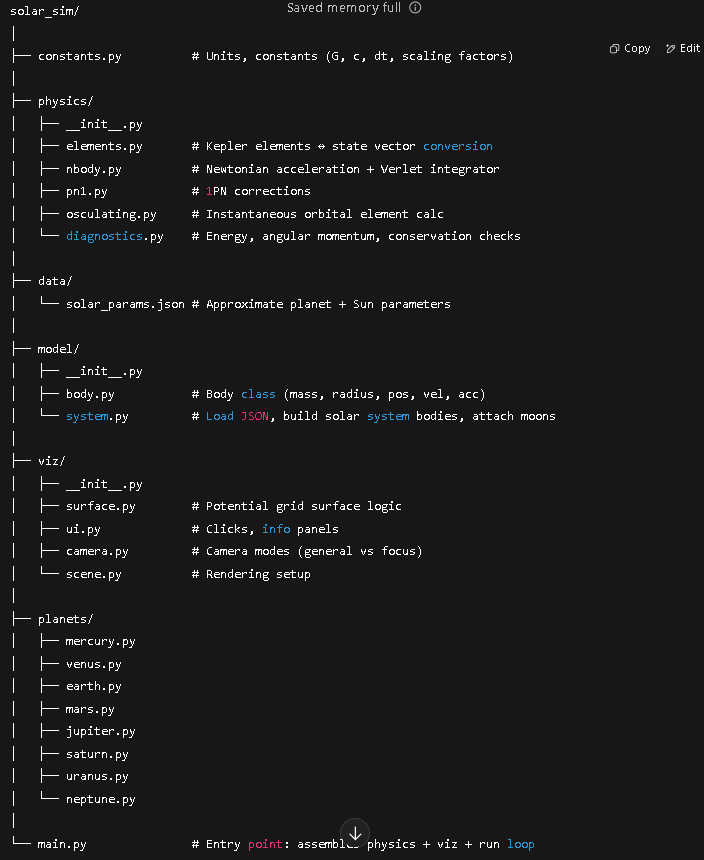 Saved memory full
solar_sim/
│
├── constants.py          # Units, constants (G, c, dt, scaling factors)
Copy Edit
│
├── physics/
│   ├── __init__.py
│   ├── elements.py       # Kepler elements ↔ state vector conversion
│   ├── nbody.py          # Newtonian acceleration + Verlet integrator
│   ├── pn1.py            # 1PN corrections
│   ├── osculating.py     # Instantaneous orbital element calc
│   └── diagnostics.py    # Energy, angular momentum, conservation checks
│
├── data/
│   └── solar_params.json # Approximate planet + Sun parameters
│
├── model/
│   ├── __init__.py
│   ├── body.py           # Body class (mass, radius, pos, vel, acc)
│   └── system.py         # Load JSON, build solar system bodies, attach moons
│
├── viz/
│   ├── __init__.py
│   ├── surface.py        # Potential grid surface logic
│   ├── ui.py             # Clicks, info panels
│   ├── camera.py         # Camera modes (general vs focus)
│   └── scene.py          # Rendering setup
│
├── planets/
│   ├── mercury.py
│   ├── venus.py
│   ├── earth.py
│   ├── mars.py
│   ├── jupiter.py
│   ├── saturn.py
│   ├── uranus.py
│   └── neptune.py
│
└── main.py               # Entry point: assembles physics + viz + run loop